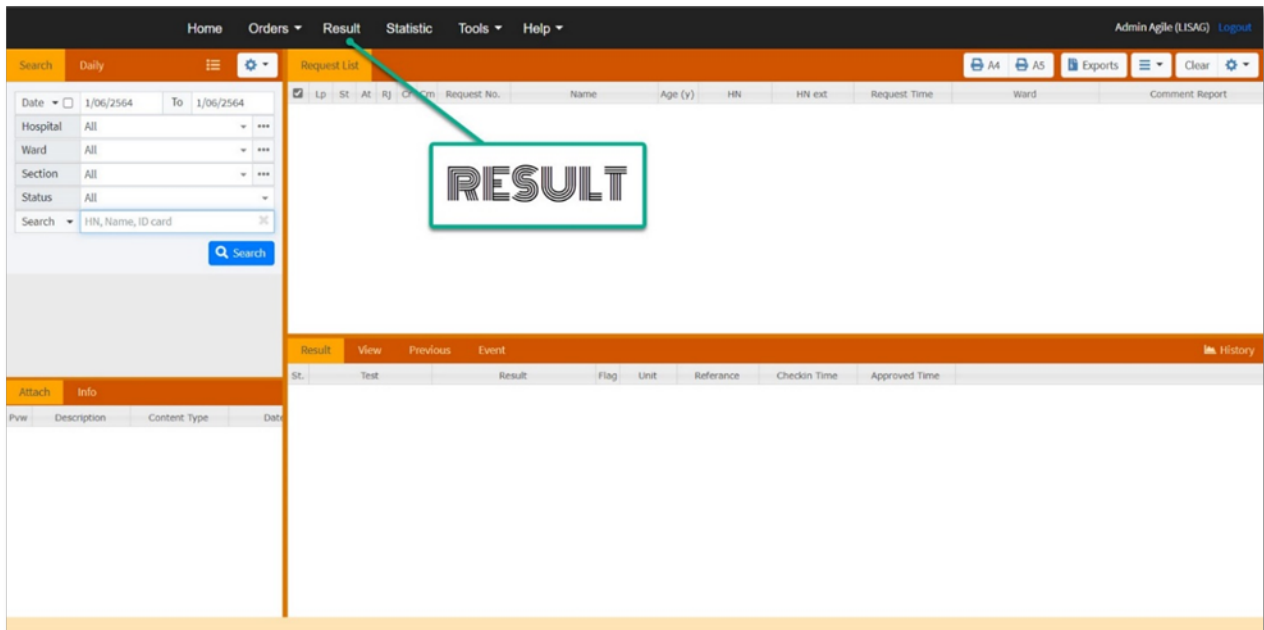 Home Orders Result Statistic Tools Help Admin Agile (LISAG) Logout
Search Daily
Request List A4 A5 Exports Clear
Date 1/06/2564 To 1/06/2564
Hospital All
Ward All
Section All
Status All
Search HN, Name, ID card
Search
Lp St At Rj Cr Cm Request No. Name Age (y) HN HN ext Request Time Ward Comment Report
RESULT
Result View Previous Event History
St. Test Result Flag Unit Referance Checkin Time Approved Time
Attach Info
Pvw Description Content Type Date